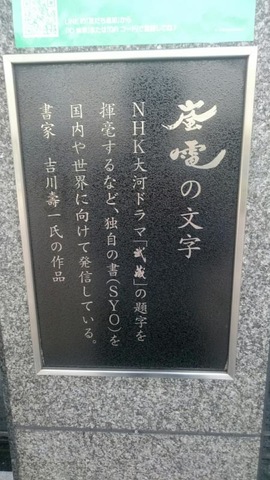 嵐電の文字
NHK大河ドラマ「武蔵」の題字を
揮毫するなど、独自の書(SYO)を
国内や世界に向けて発信している。
書家 吉川壽一氏の作品